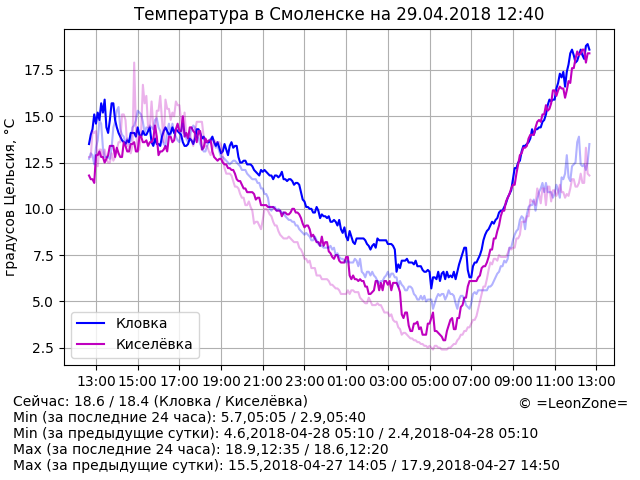 Температура в Смоленске на 29.04.2018 12:40
градусов Цельсия, °C
17.5
15.0
12.5
10.0
7.5
5.0
2.5
Кловка
Киселёвка
13:00 15:00 17:00 19:00 21:00 23:00 01:00 03:00 05:00 07:00 09:00 11:00 13:00
Сейчас: 18.6 / 18.4 (Кловка / Киселёвка)
© =LeonZone=
Min (за последние 24 часа): 5.7,05:05 / 2.9,05:40
Min (за предыдущие сутки): 4.6,2018-04-28 05:10 / 2.4,2018-04-28 05:10
Max (за последние 24 часа): 18.9,12:35 / 18.6,12:20
Max (за предыдущие сутки): 15.5,2018-04-27 14:05 / 17.9,2018-04-27 14:50